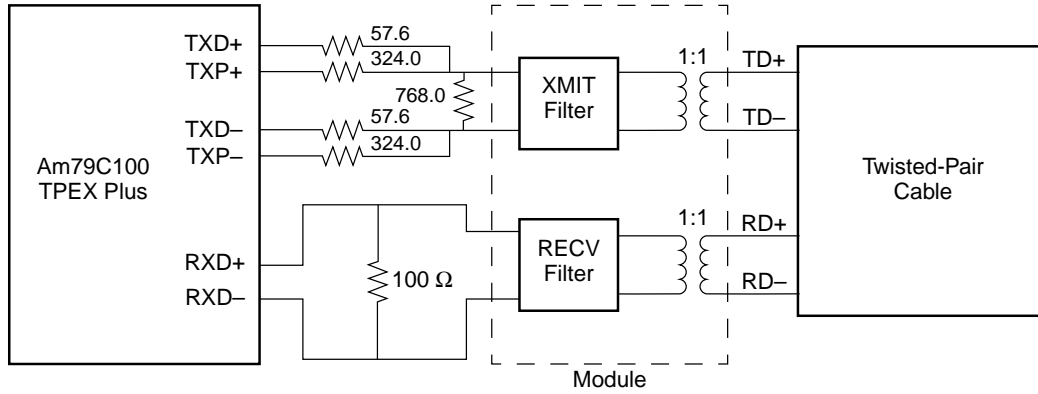 TXD+
57.6
TXP+
324.0
768.0
TXD–
57.6
TXP–
324.0
Am79C100
TPEX Plus
RXD+
RXD–
100 Ω
XMIT
Filter
1:1
TD+
TD–
RECV
Filter
1:1
RD+
RD–
Twisted-Pair
Cable
Module